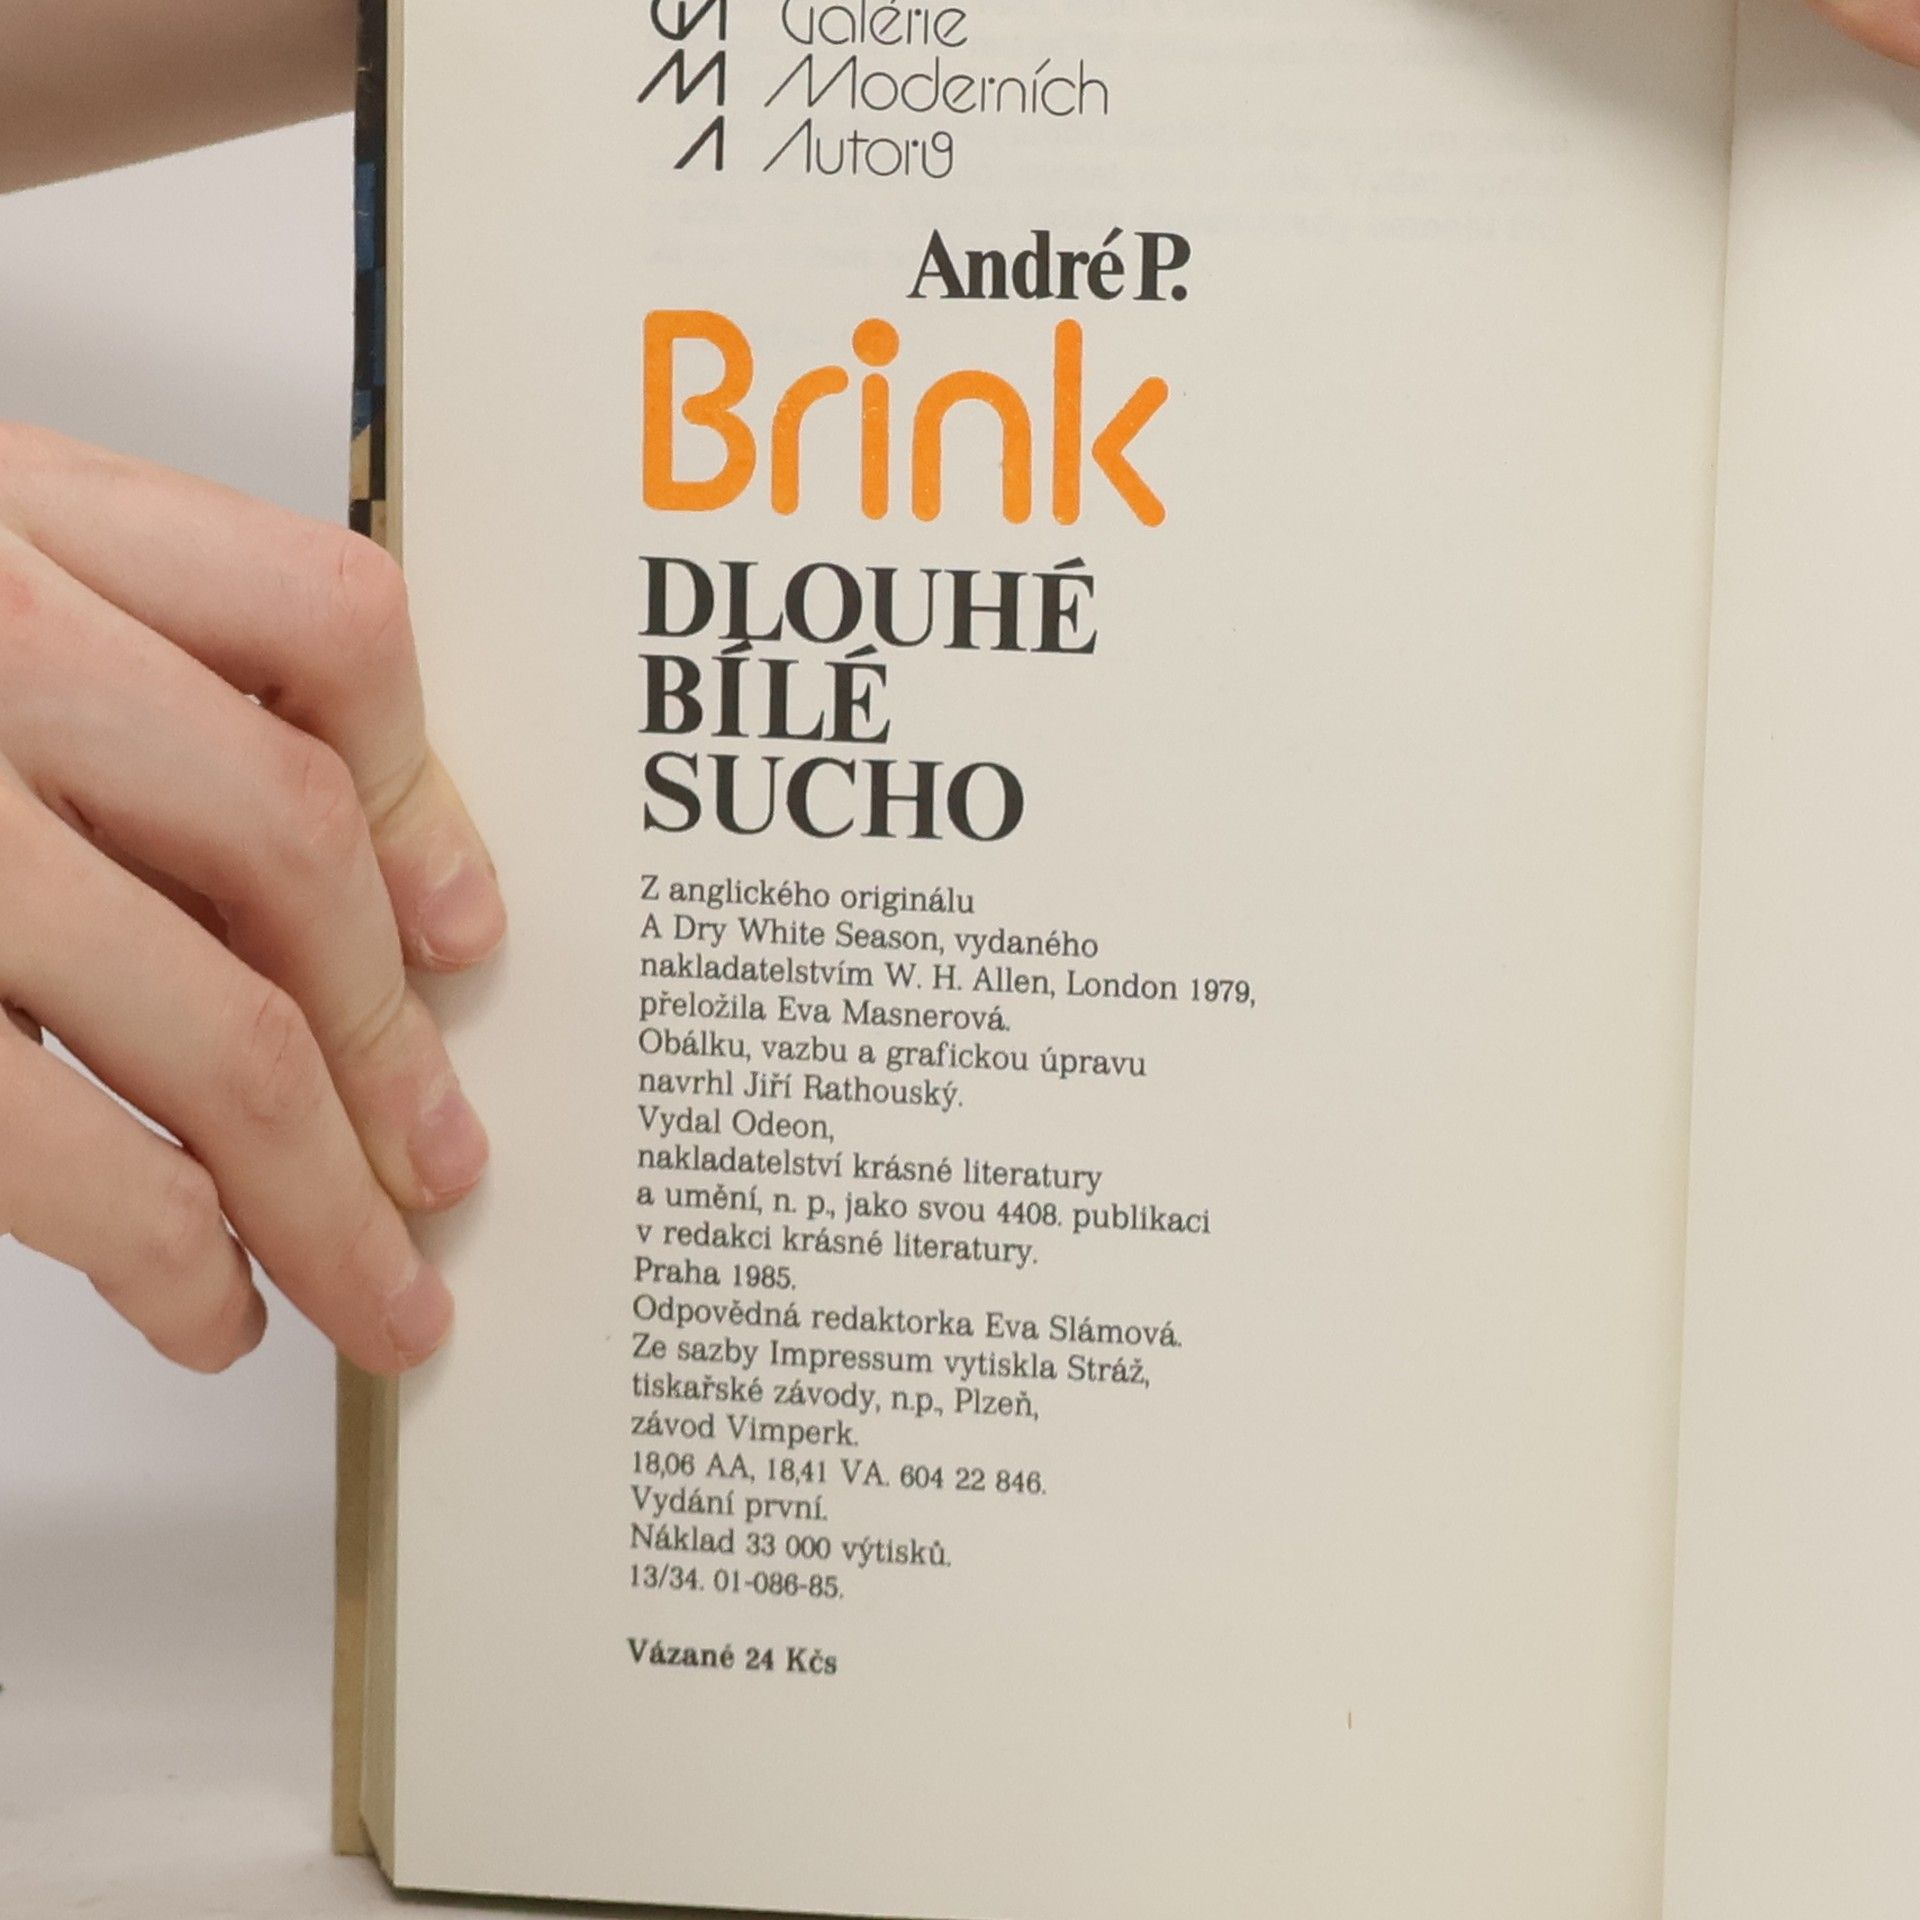 Galérie
M Moderních
A Autorů
André P.
Brink
DLOUHÉ
BÍLÉ
SUCHO
Z anglického originálu
A Dry White Season, vydaného
nakladatelstvím W. H. Allen, London 1979,
přeložila Eva Masnerová.
Obálku, vazbu a grafickou úpravu
navrhl Jiří Rathouský.
Vydal Odeon,
nakladatelství krásné literatury
a umění, n. p., jako svou 4408. publikaci
v redakci krásné literatury.
Praha 1985.
Odpovědná redaktorka Eva Slámová.
Ze sazby Impressum vytiskla Stráž,
tiskařské závody, n.p., Plzeň,
závod Vimperk.
18,06 AA, 18,41 VA. 604 22 846.
Vydání první.
Náklad 33 000 výtisků.
13/34. 01-086-85.
Vázané 24 Kčs